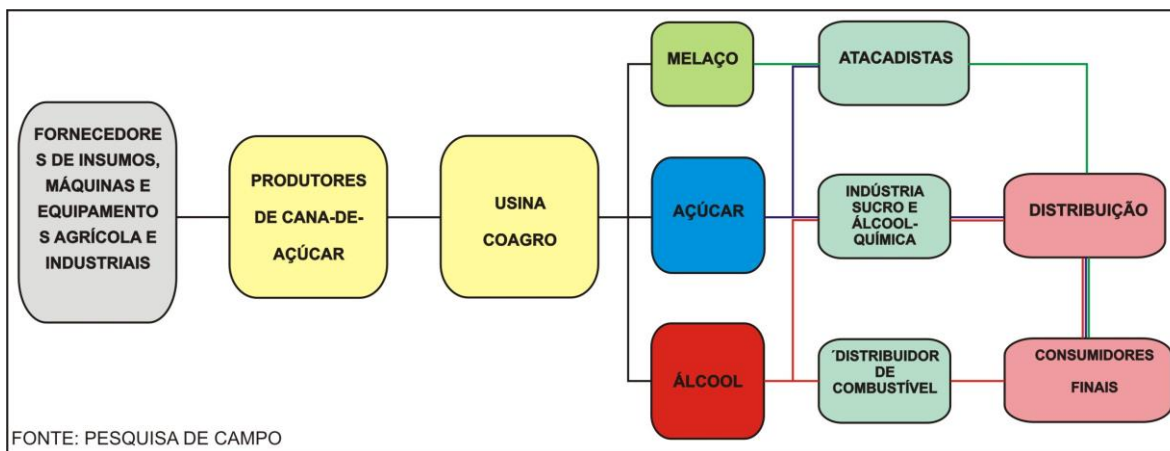 FORNECEDORE
S DE INSUMOS,
MÁQUINAS E
EQUIPAMENTO
S AGRÍCOLA E
INDUSTRIAIS
PRODUTORES
DE CANA-DE-
AÇÚCAR
USINA
COAGRO
MELAÇO
AÇÚCAR
ÁLCOOL
ATACADISTAS
INDÚSTRIA
SUCRO E
ÁLCOOL-
QUÍMICA
´DISTRIBUIDOR
DE
COMBUSTÍVEL
DISTRIBUIÇÃO
CONSUMIDORES
FINAIS
FONTE: PESQUISA DE CAMPO